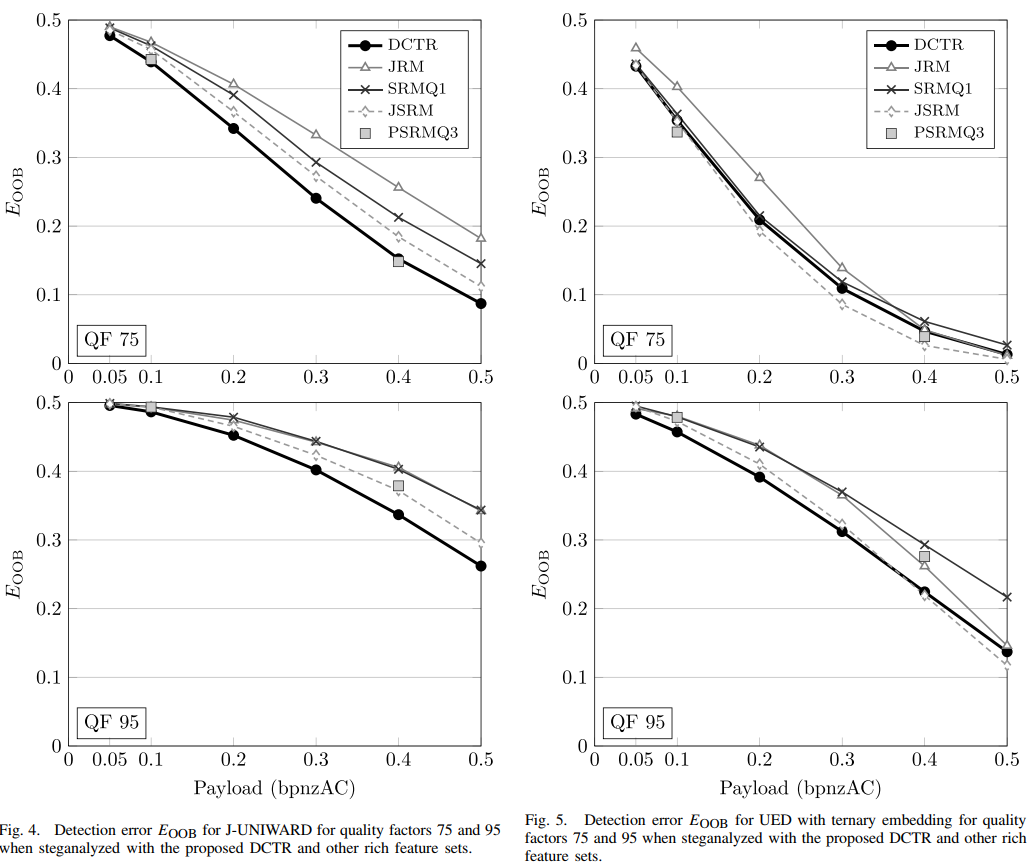 0.5
0.4
0.3
0.2
0.1
0
E_OOB
DCTR
JRM
SRMQ1
JSRM
PSRMQ3
QF 75
0 0.05 0.1 0.2 0.3 0.4 0.5
0.5
0.4
0.3
0.2
0.1
0
E_OOB
QF 95
0 0.05 0.1 0.2 0.3 0.4 0.5
Payload (bpnzAC)
Fig. 4. Detection error E_OOB for J-UNIWARD for quality factors 75 and 95
when steganalyzed with the proposed DCTR and other rich feature sets.
0.5
0.4
0.3
0.2
0.1
0
E_OOB
DCTR
JRM
SRMQ1
JSRM
PSRMQ3
QF 75
0 0.05 0.1 0.2 0.3 0.4 0.5
0.5
0.4
0.3
0.2
0.1
0
E_OOB
QF 95
0 0.05 0.1 0.2 0.3 0.4 0.5
Payload (bpnzAC)
Fig. 5. Detection error E_OOB for UED with ternary embedding for quality
factors 75 and 95 when steganalyzed with the proposed DCTR and other rich
feature sets.